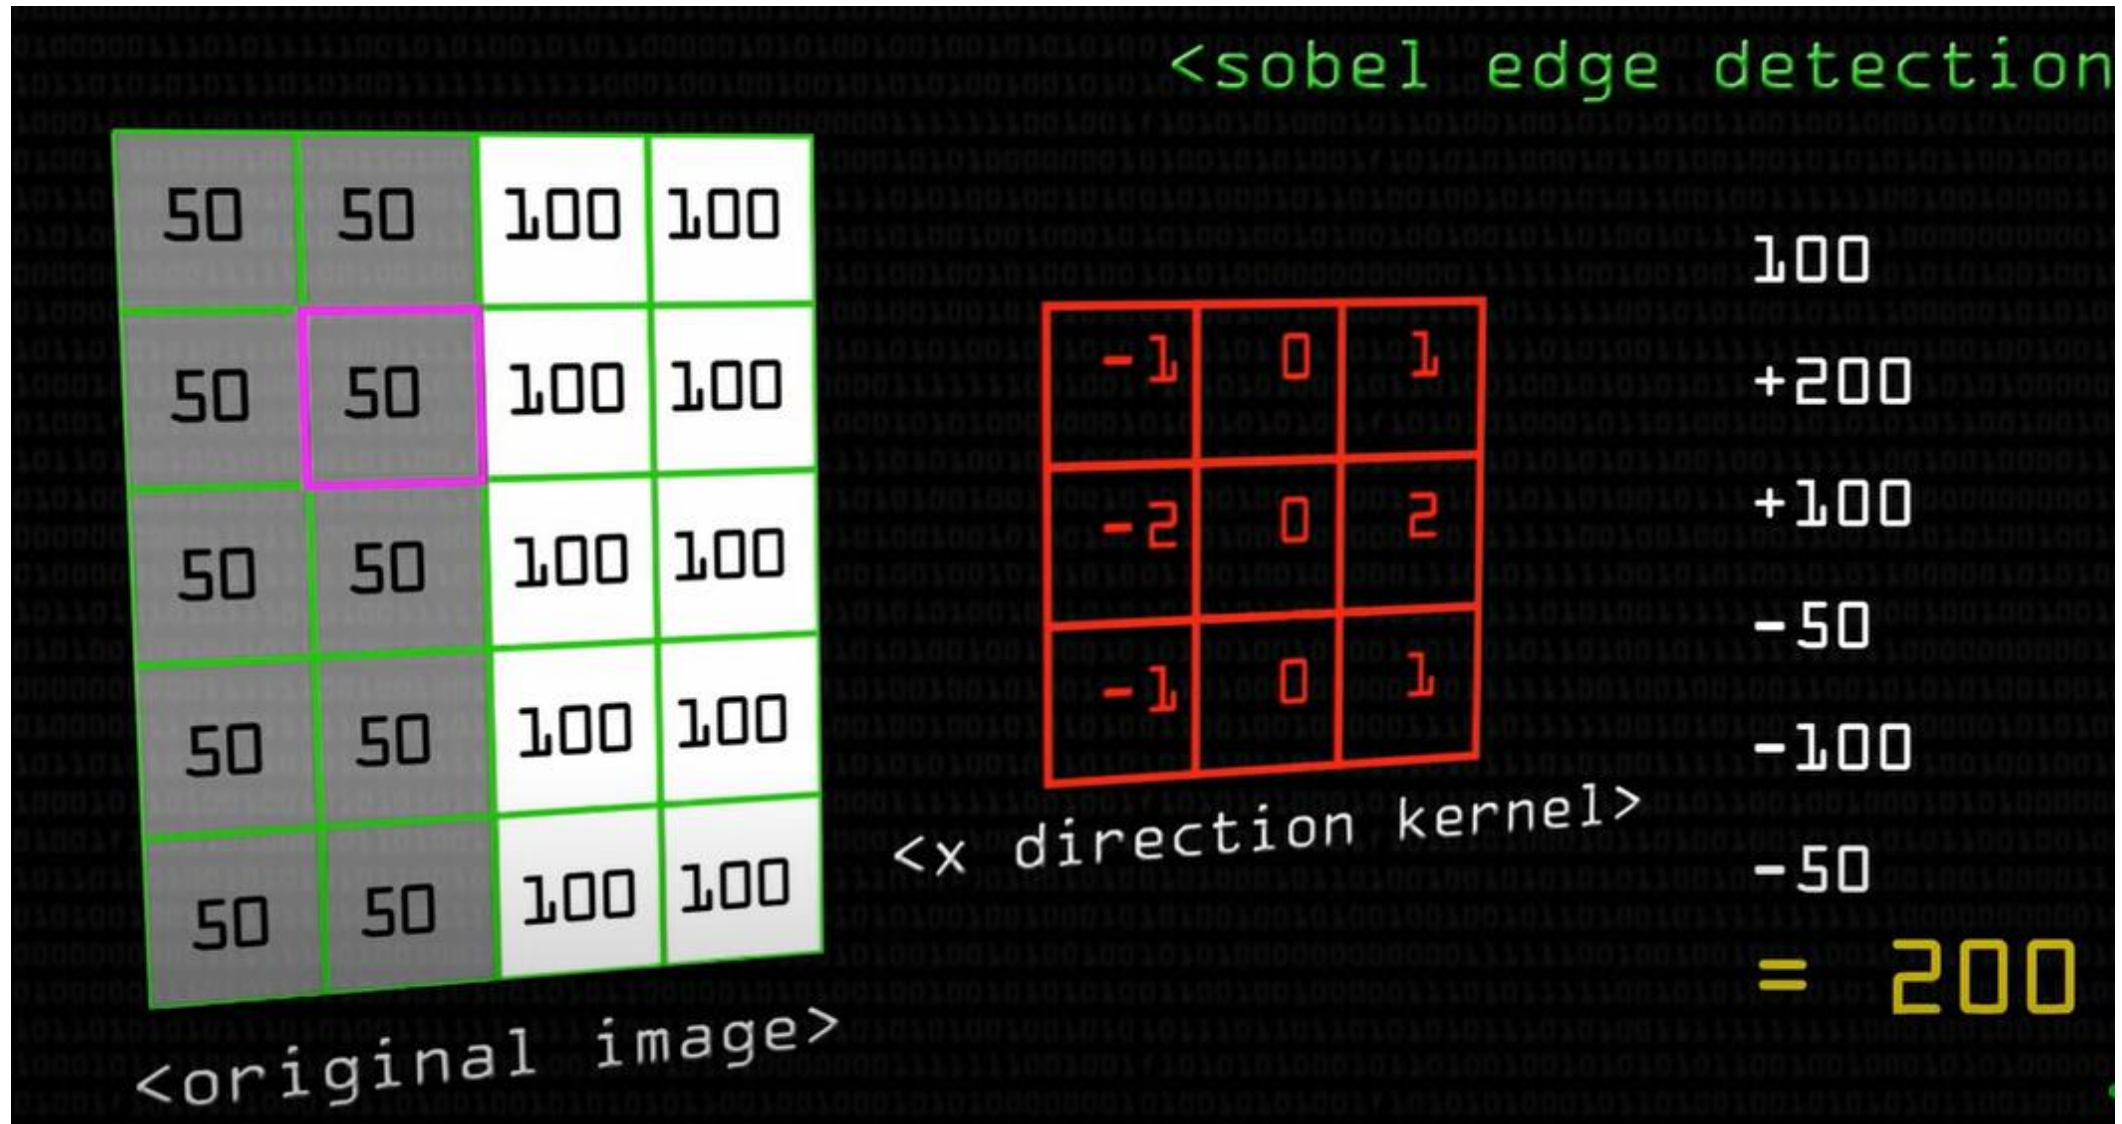 <sobel edge detection
50 50 100 100
50 50 100 100
50 50 100 100
50 50 100 100
50 50 100 100
<original image>
-1 0 1
-2 0 2
-1 0 1
<x direction kernel>
100
+200
+100
-50
-100
-50
= 200